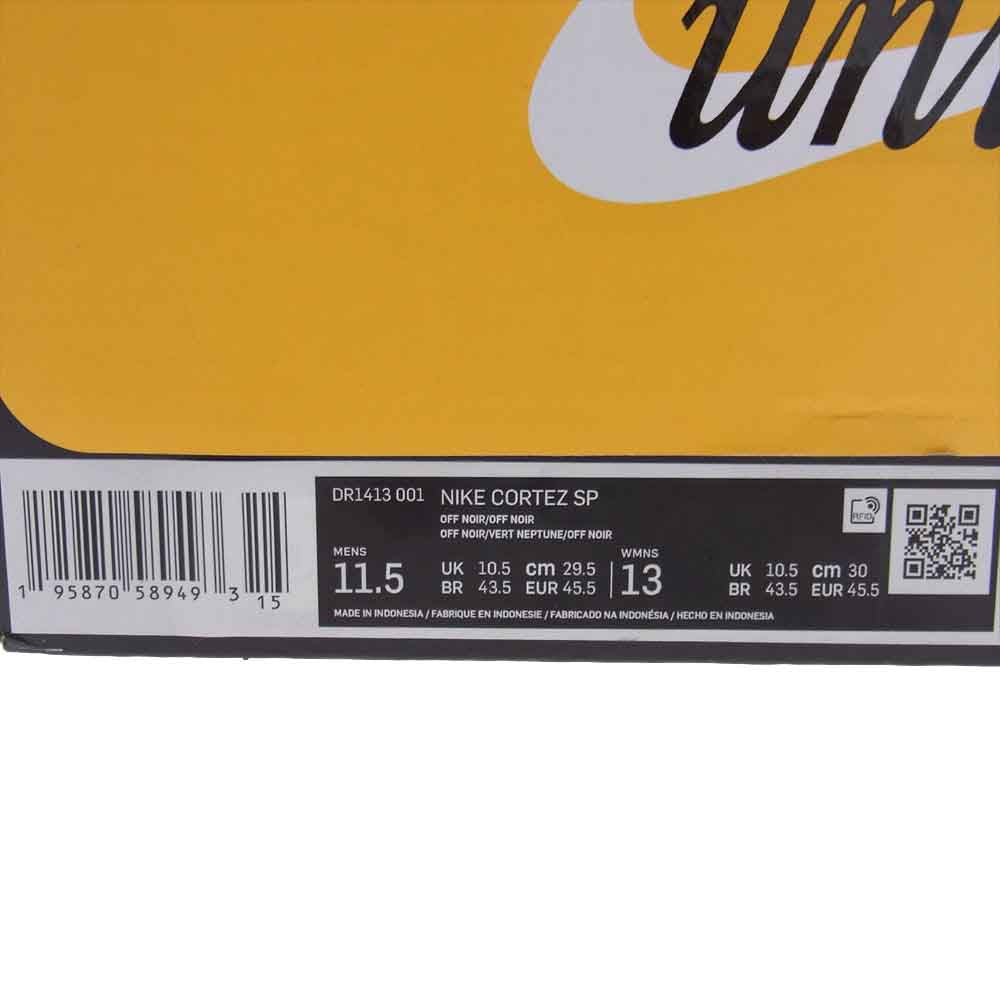 un
DR1413 001 NIKE CORTEZ SP
OFF NOIR/OFF NOIR
OFF NOIR/VERT NEPTUNE/OFF NOIR
MENS
11.5
UK 10.5 cm 29.5
BR 43.5 EUR 45.5
WMNS
13
UK 10.5 cm 30
BR 43.5 EUR 45.5
MADE IN INDONESIA / FABRIQUE EN INDONESIE / FABRICADO NA INDONÉSIA / HECHO EN INDONESIA
RFID
1 95870 58949 3 15